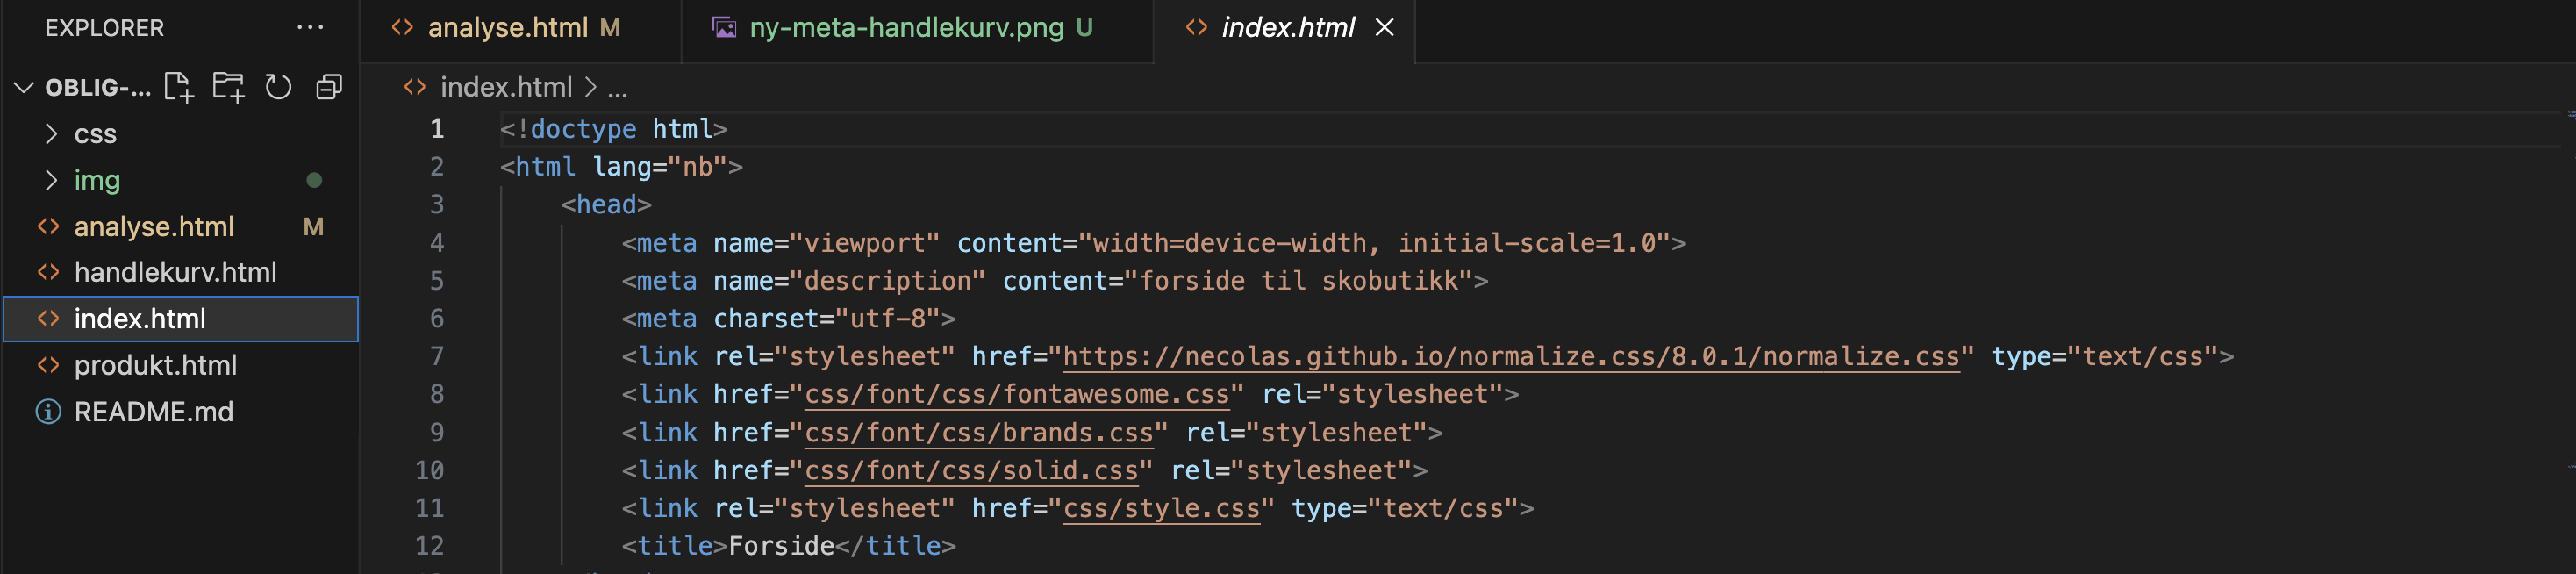 EXPLORER ...
OBLIG-...
css
img
analyse.html M
handlekurv.html
index.html
produkt.html
README.md
analyse.html M
ny-meta-handlekurv.png U
index.html
index.html > ...
1 <!doctype html>
2 <html lang="nb">
3 <head>
4 <meta name="viewport" content="width=device-width, initial-scale=1.0">
5 <meta name="description" content="forside til skobutikk">
6 <meta charset="utf-8">
7 <link rel="stylesheet" href="https://necolas.github.io/normalize.css/8.0.1/normalize.css" type="text/css">
8 <link href="css/font/css/fontawesome.css" rel="stylesheet">
9 <link href="css/font/css/brands.css" rel="stylesheet">
10 <link href="css/font/css/solid.css" rel="stylesheet">
11 <link rel="stylesheet" href="css/style.css" type="text/css">
12 <title>Forside</title>